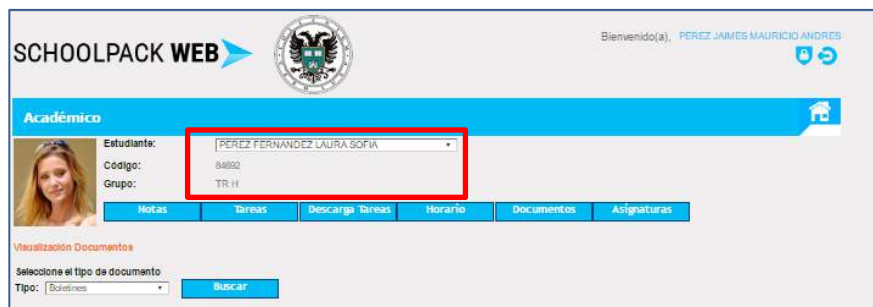 SCHOOLPACK WEB
Bienvenido(a), PEREZ JAIMES MAURICIO ANDRES
Académico
Estudiante: PEREZ FERNANDEZ LAURA SOFIA
Código: 84692
Grupo: TR H
Notas Tareas Descarga Tareas Horario Documentos Asignaturas
Visualización Documentos
Seleccione el tipo de documento
Tipo: Boletines Buscar